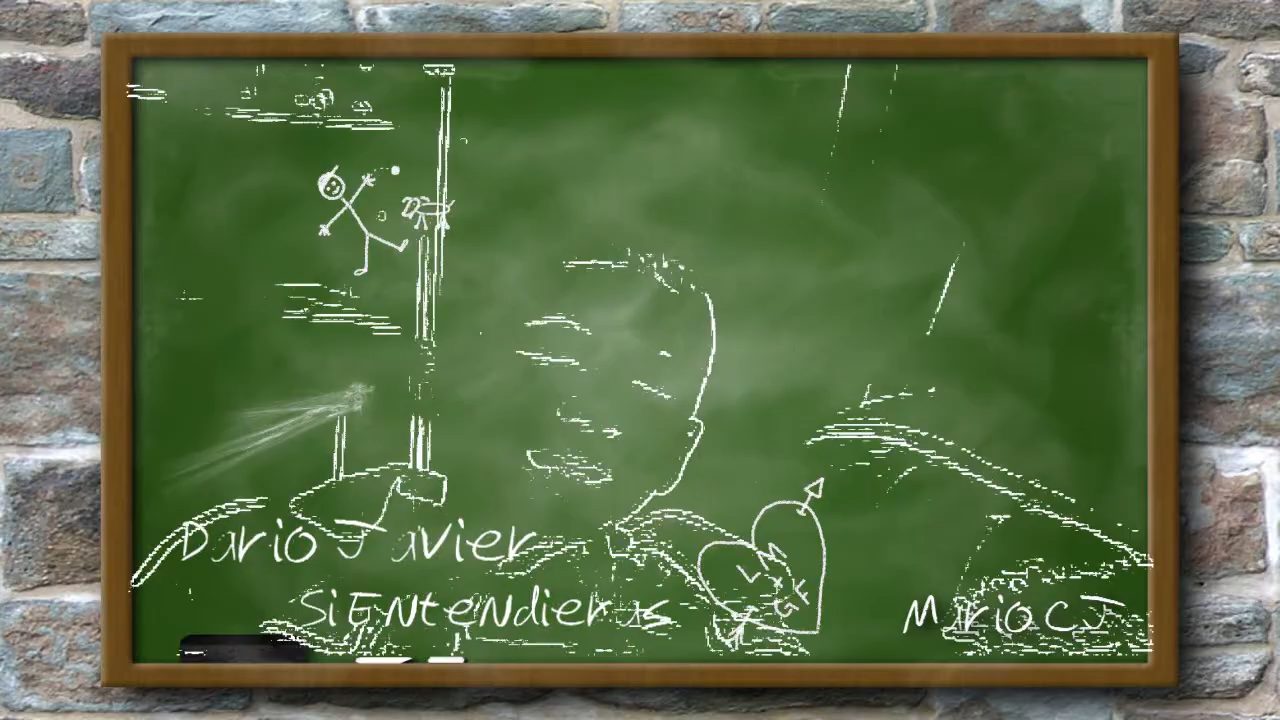 L M
x
G F
Dario Javier
SiENtENdieras
MarioCJ